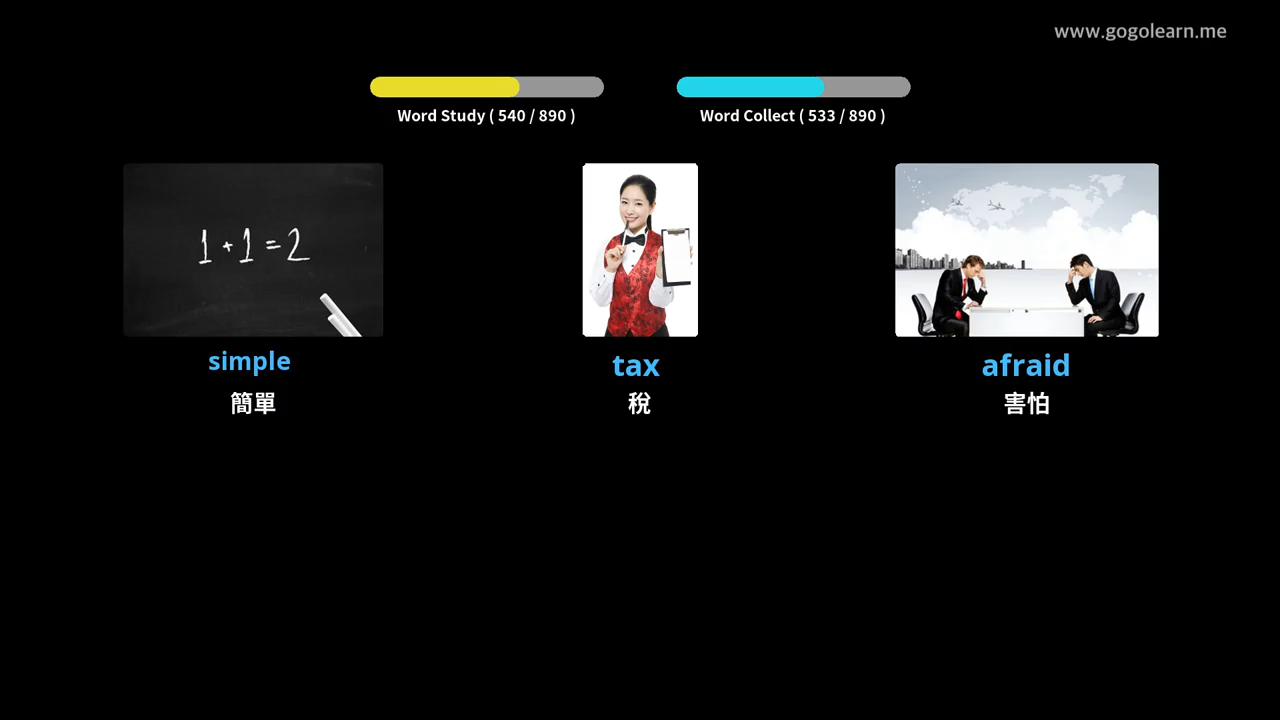 www.gogolearn.me
Word Study ( 540 / 890 )
Word Collect ( 533 / 890 )
1 + 1 = 2
simple
tax
afraid
簡單
稅
害怕